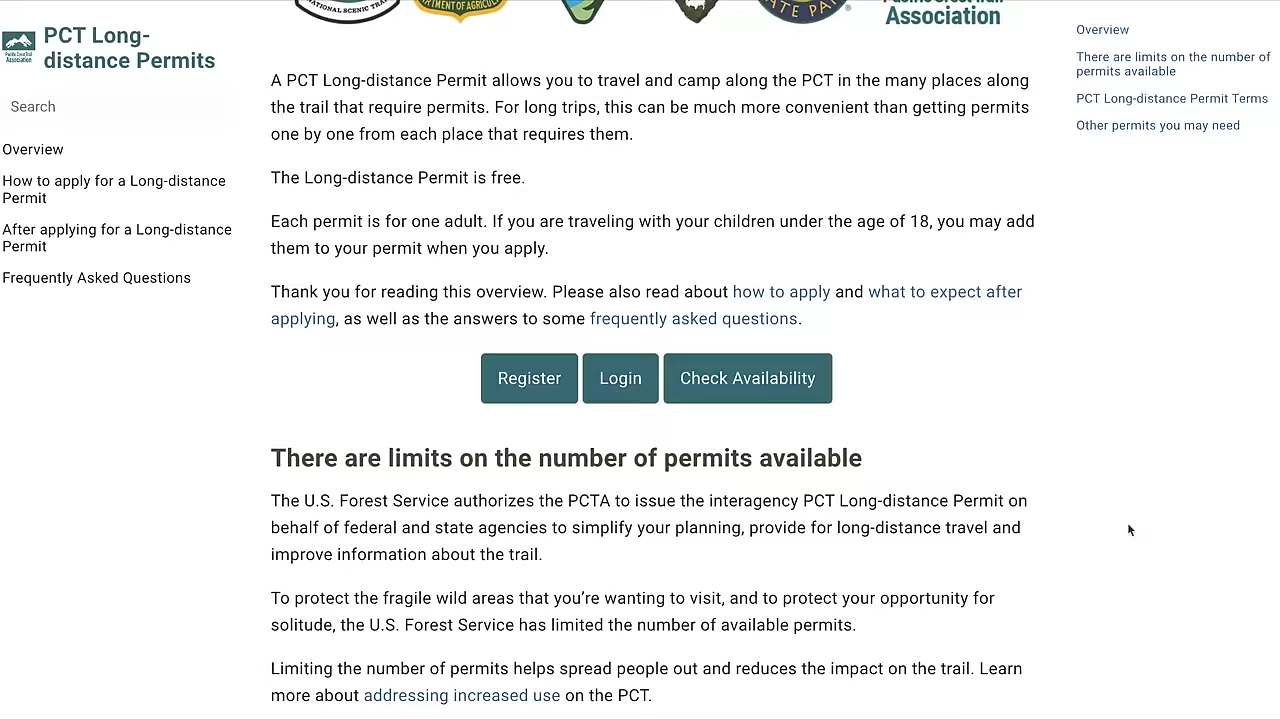 PCT Long-
distance Permits
Search
Overview
How to apply for a Long-distance
Permit
After applying for a Long-distance
Permit
Frequently Asked Questions
Association
A PCT Long-distance Permit allows you to travel and camp along the PCT in the many places along
the trail that require permits. For long trips, this can be much more convenient than getting permits
one by one from each place that requires them.
The Long-distance Permit is free.
Each permit is for one adult. If you are traveling with your children under the age of 18, you may add
them to your permit when you apply.
Thank you for reading this overview. Please also read about how to apply and what to expect after
applying, as well as the answers to some frequently asked questions.
Register Login Check Availability
There are limits on the number of permits available
The U.S. Forest Service authorizes the PCTA to issue the interagency PCT Long-distance Permit on
behalf of federal and state agencies to simplify your planning, provide for long-distance travel and
improve information about the trail.
To protect the fragile wild areas that you’re wanting to visit, and to protect your opportunity for
solitude, the U.S. Forest Service has limited the number of available permits.
Limiting the number of permits helps spread people out and reduces the impact on the trail. Learn
more about addressing increased use on the PCT.
Overview
There are limits on the number of
permits available
PCT Long-distance Permit Terms
Other permits you may need